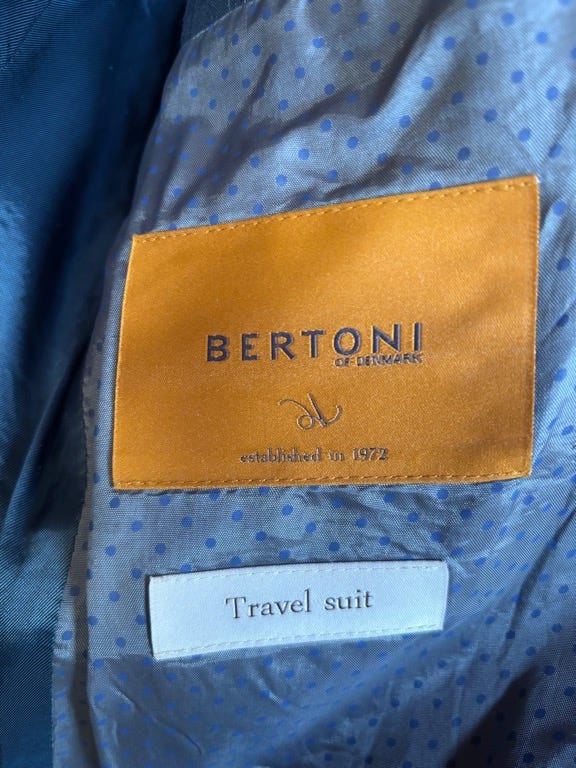 BERTONI
OF DENMARK
established in 1972
Travel suit